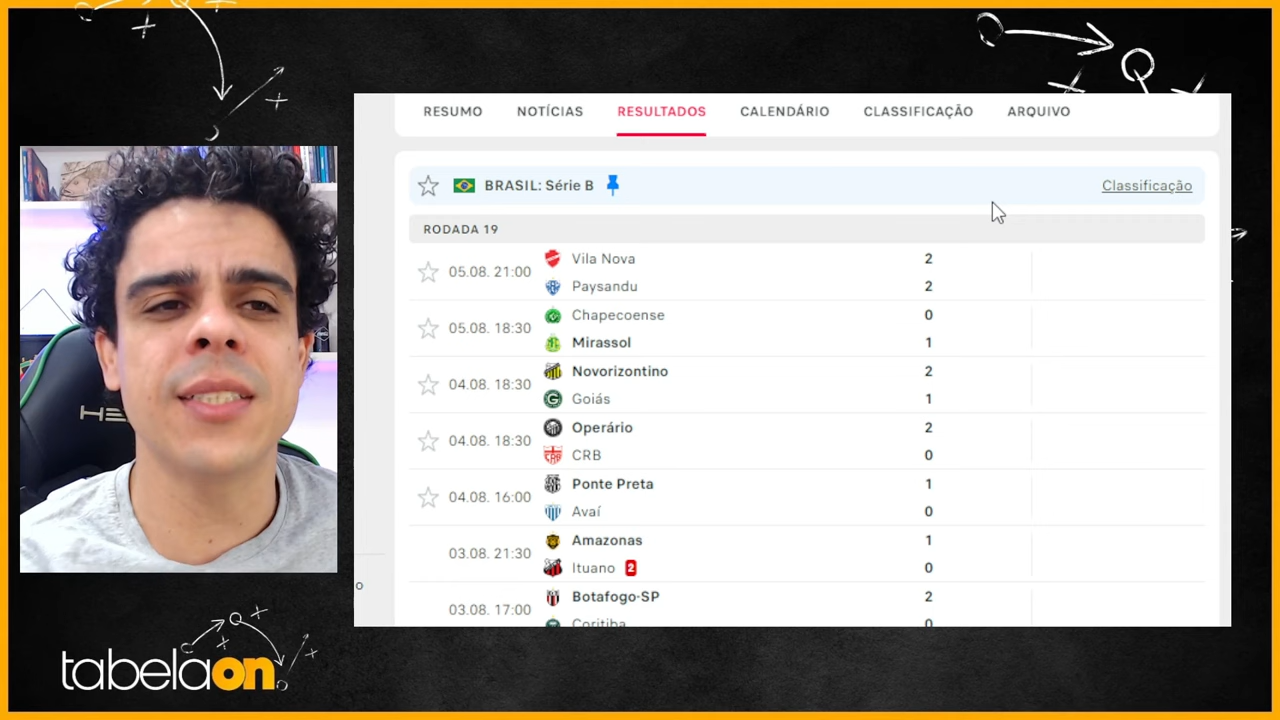 RESUMO NOTÍCIAS RESULTADOS CALENDÁRIO CLASSIFICAÇÃO ARQUIVO
BRASIL: Série B Classificação
RODADA 19
05.08. 21:00 Vila Nova 2
Paysandu 2
05.08. 18:30 Chapecoense 0
Mirassol 1
04.08. 18:30 Novorizontino 2
Goiás 1
04.08. 18:30 Operário 2
CRB 0
04.08. 16:00 Ponte Preta 1
Avaí 0
03.08. 21:30 Amazonas 1
Ituano 2 0
03.08. 17:00 Botafogo-SP 2
Coritiba 0
HE
tabelaon